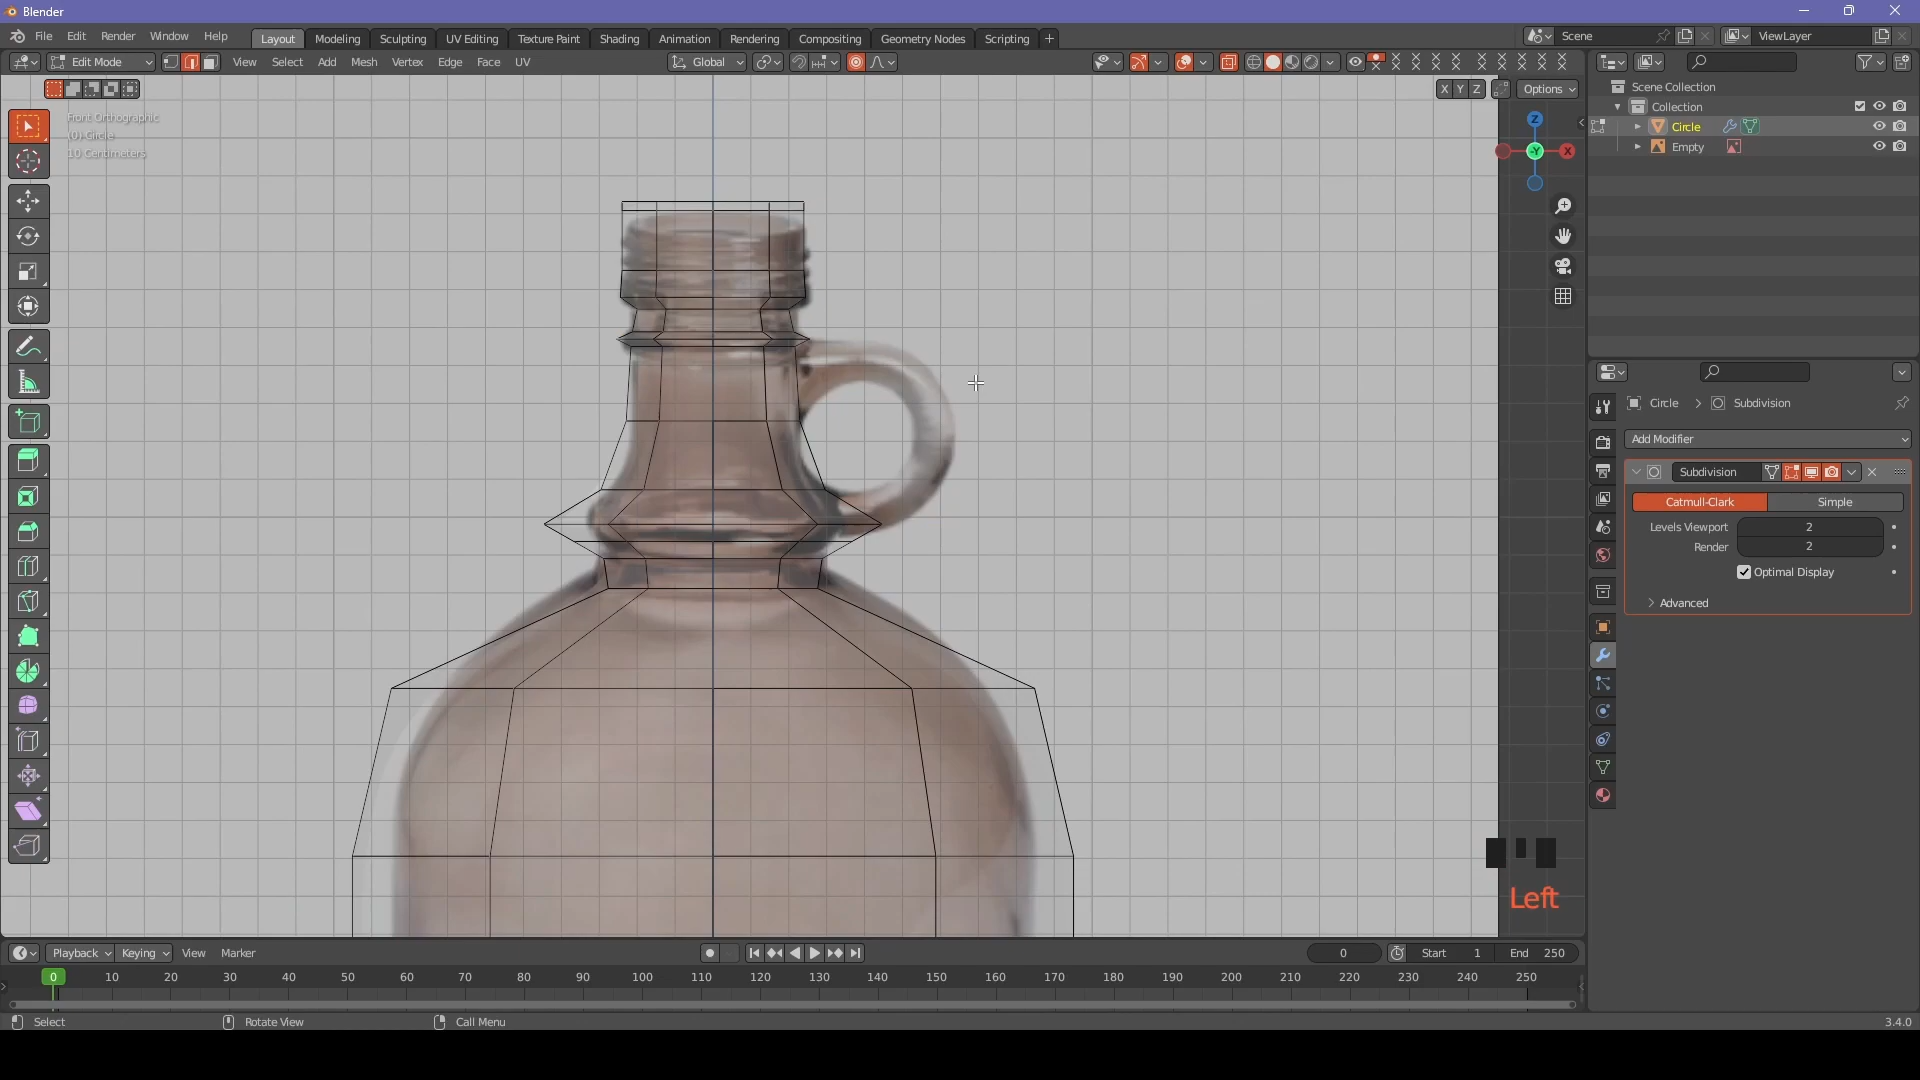 Blender
File Edit Render Window Help
Layout Modeling Sculpting UV Editing Texture Paint Shading Animation Rendering Compositing Geometry Nodes Scripting +
Scene
ViewLayer
Edit Mode
View Select Add Mesh Vertex Edge Face UV
Global
X Y Z
Options
Front Orthographic
(0) Circle
10 Centimeters
Z
-Y
X
Scene Collection
Collection
Circle
Empty
Circle > Subdivision
Add Modifier
Subdivision
Catmull-Clark Simple
Levels Viewport 2
Render 2
Optimal Display
Advanced
Left
Playback Keying View Marker
0
Start 1
End 250
0 10 20 30 40 50 60 70 80 90 100 110 120 130 140 150 160 170 180 190 200 210 220 230 240 250
Select
Rotate View
Call Menu
3.4.0